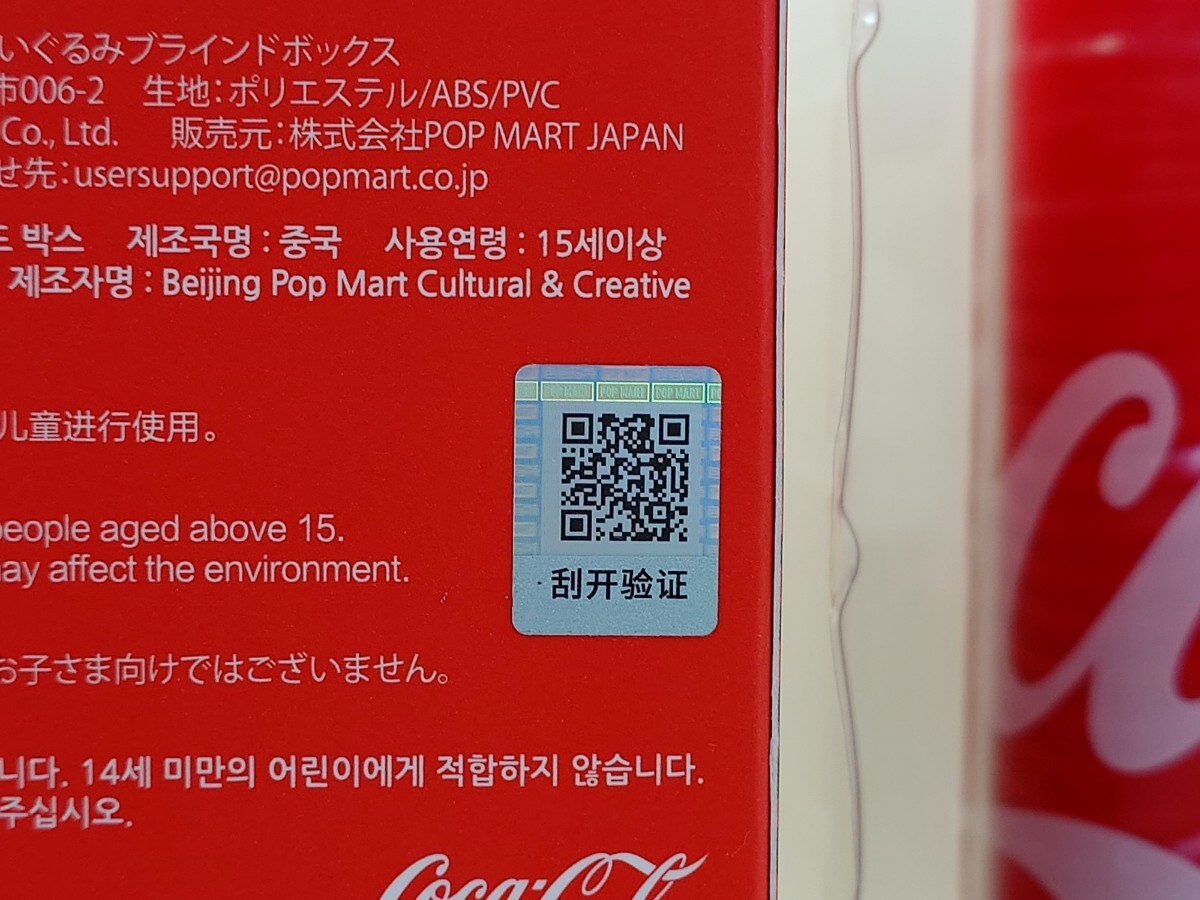 いぐるみブラインドボックス
市006-2 生地：ポリエステル/ABS/PVC
Co., Ltd. 販売元：株式会社POP MART JAPAN
せ先：usersupport@popmart.co.jp
드 박스 제조국명 : 중국 사용연령 : 15세이상
제조자명 : Beijing Pop Mart Cultural & Creative
儿童进行使用。
people aged above 15.
may affect the environment.
お子さま向けではございません。
니다. 14세 미만의 어린이에게 적합하지 않습니다.
주십시오.
POP MART POP MART POP MART
刮开验证
Coca-Co